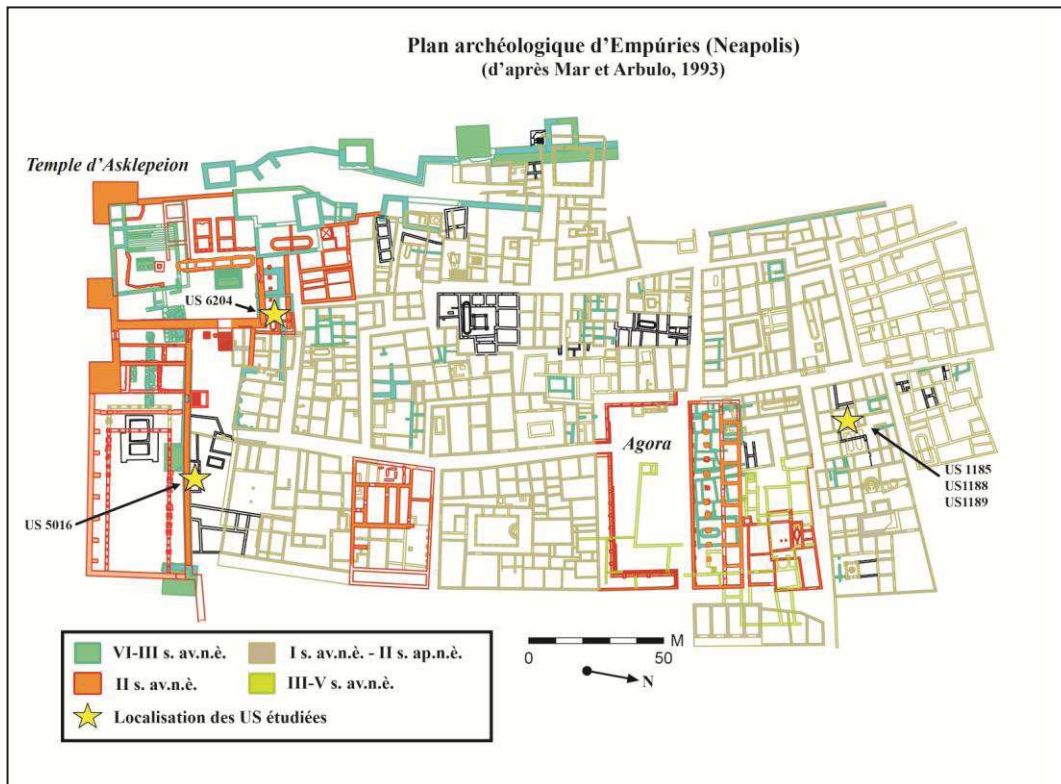 Plan archéologique d'Empúries (Neapolis)
(d'après Mar et Arbulo, 1993)
Temple d'Asklepeion
US 6204
Agora
US 5016
US 1185
US1188
US1189
VI-III s. av.n.è.
I s. av.n.è. - II s. ap.n.è.
II s. av.n.è.
III-V s. av.n.è.
Localisation des US étudiées
M
0 50
N